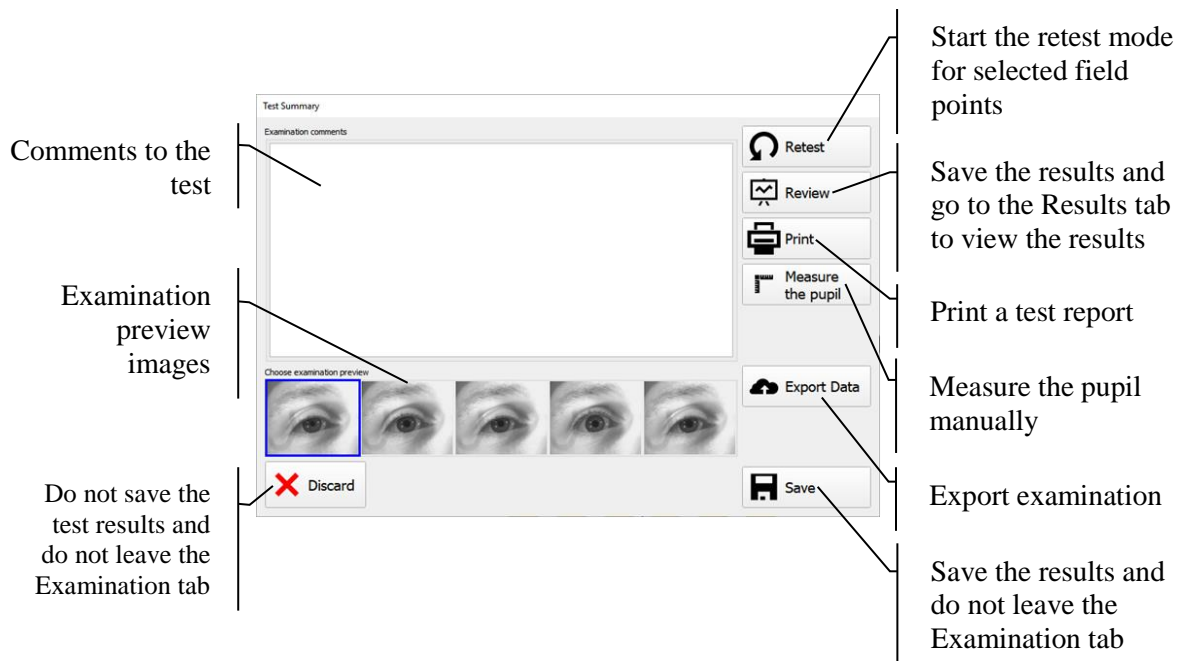 Start the retest mode
for selected field
points
Test Summary
Examination comments
Comments to the
test
Retest
Review
Save the results and
go to the Results tab
to view the results
Print
Measure
the pupil
Examination
preview
images
Print a test report
Choose examination preview
Export Data
Measure the pupil
manually
Discard
Save
Do not save the
test results and
do not leave the
Examination tab
Export examination
Save the results and
do not leave the
Examination tab